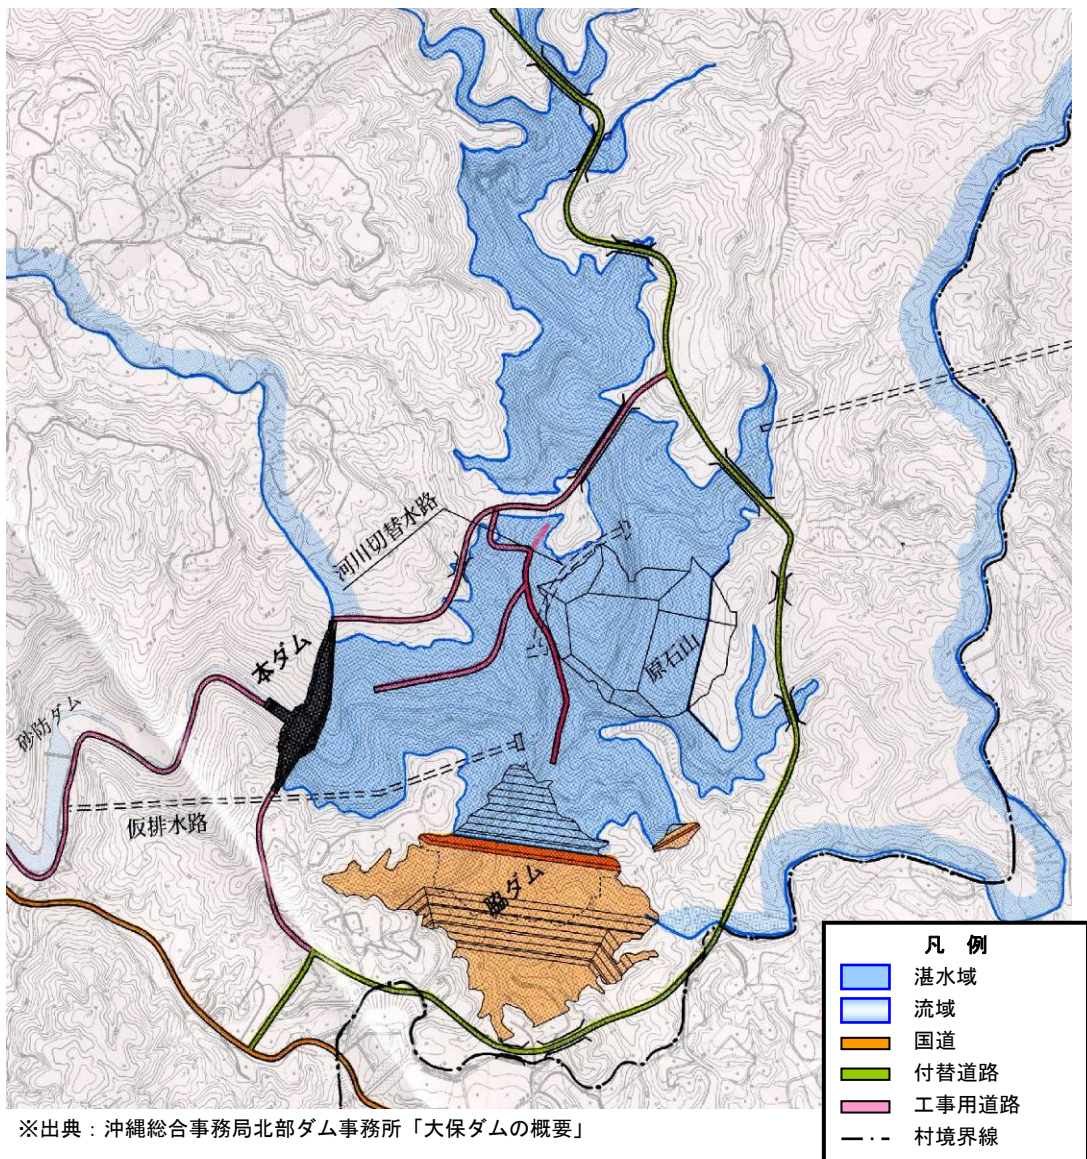 河川切替水路
本ダム
原石山
砂防ダム
仮排水路
脇ダム
凡 例
湛水域
流域
国道
付替道路
工事用道路
村境界線
※出典：沖縄総合事務局北部ダム事務所「大保ダムの概要」